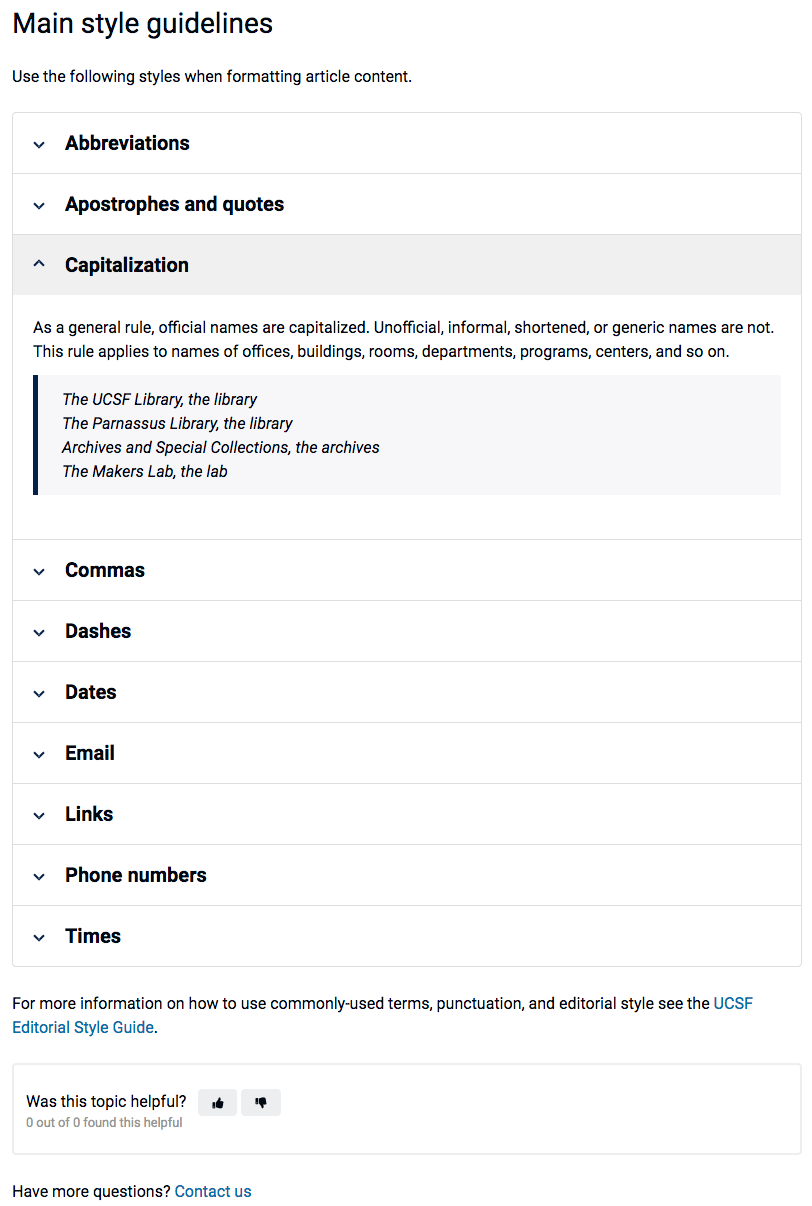 Main style guidelines
Use the following styles when formatting article content.
Abbreviations
Apostrophes and quotes
Capitalization
As a general rule, official names are capitalized. Unofficial, informal, shortened, or generic names are not.
This rule applies to names of offices, buildings, rooms, departments, programs, centers, and so on.
The UCSF Library, the library
The Parnassus Library, the library
Archives and Special Collections, the archives
The Makers Lab, the lab
Commas
Dashes
Dates
Email
Links
Phone numbers
Times
For more information on how to use commonly-used terms, punctuation, and editorial style see the UCSF
Editorial Style Guide.
Was this topic helpful?
0 out of 0 found this helpful
Have more questions? Contact us